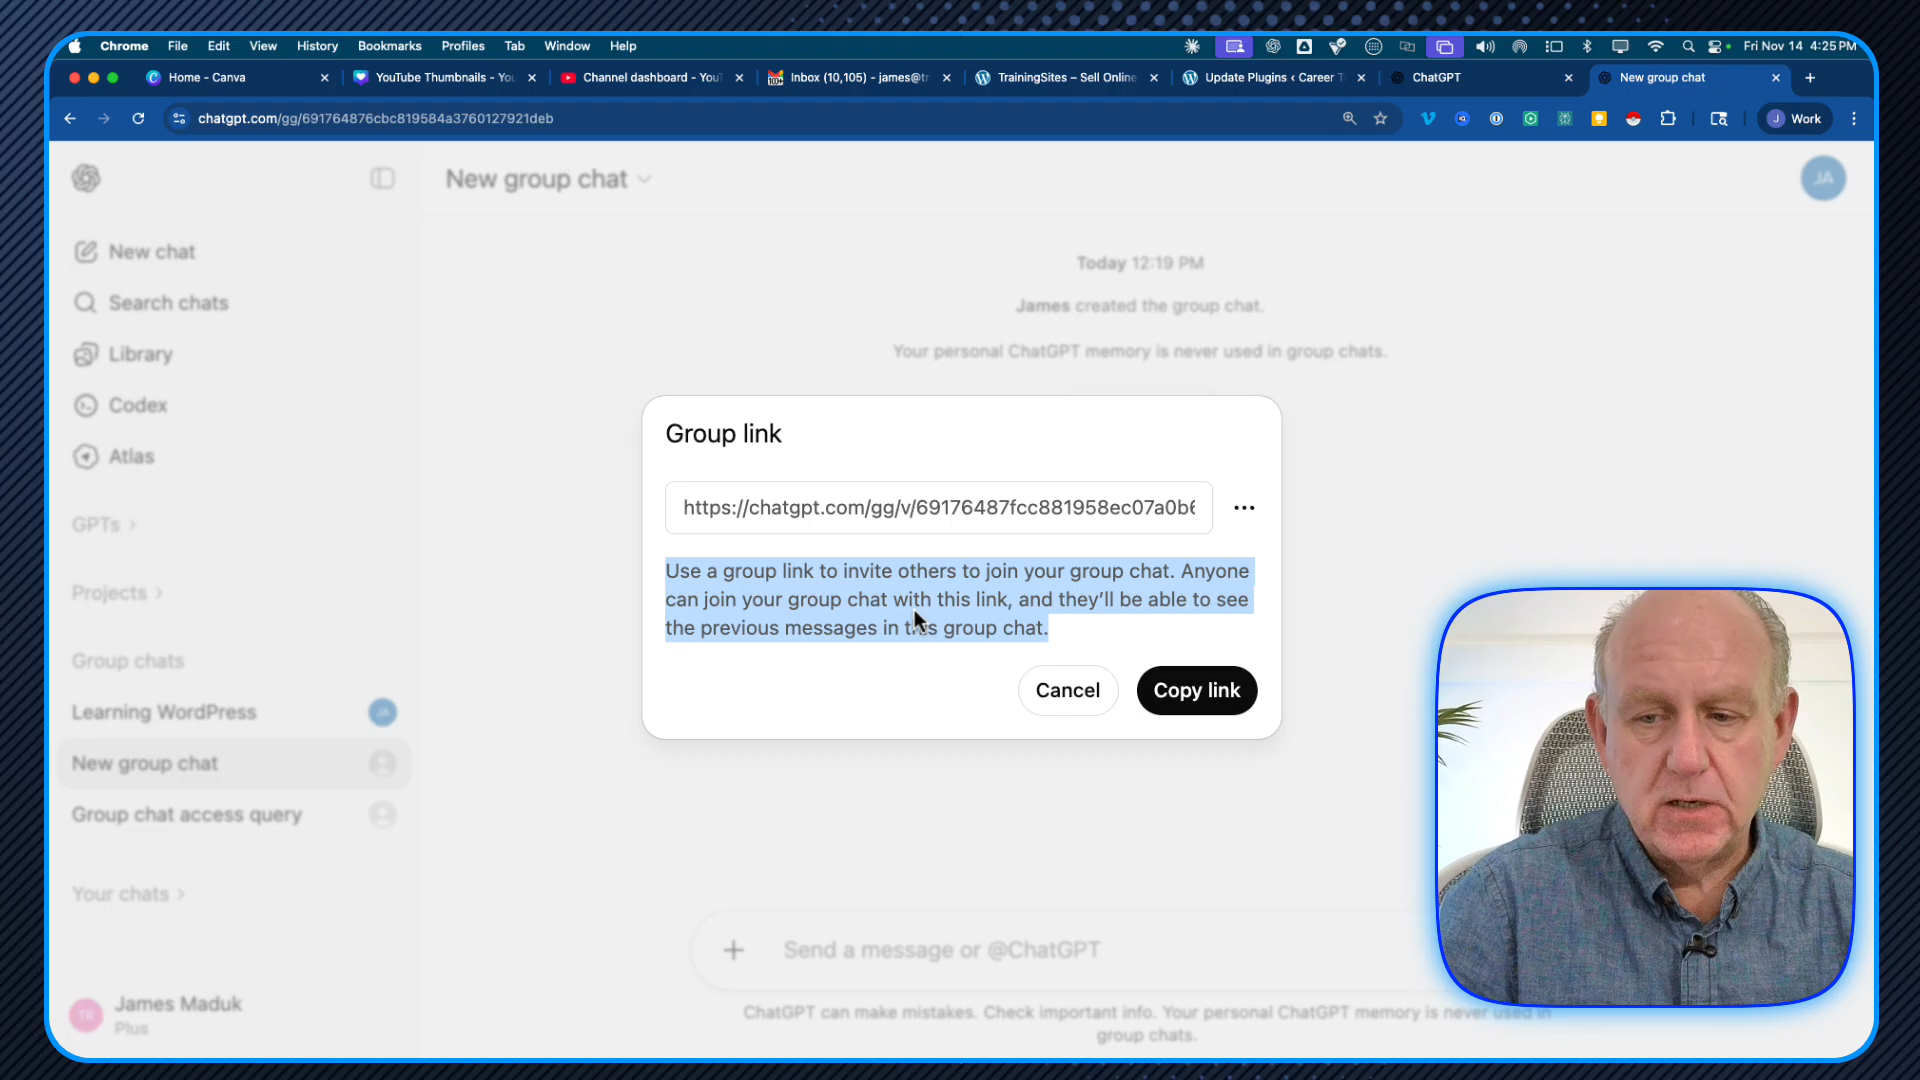 Chrome File Edit View History Bookmarks Profiles Tab Window Help
Fri Nov 14 4:25 PM
Home - Canva
YouTube Thumbnails - You
Channel dashboard - You
Inbox (10,105) - james@t
TrainingSites – Sell Online
Update Plugins ‹ Career T
ChatGPT
New group chat
chatgpt.com/gg/691764876cbc819584a3760127921deb
J Work
New group chat
JA
New chat
Search chats
Library
Codex
Atlas
GPTs
Projects
Group chats
Learning WordPress
JA
New group chat
Group chat access query
Your chats
TR
James Maduk
Plus
Today 12:19 PM
James created the group chat.
Your personal ChatGPT memory is never used in group chats.
Group link
https://chatgpt.com/gg/v/69176487fcc881958ec07a0b6
Use a group link to invite others to join your group chat. Anyone
can join your group chat with this link, and they’ll be able to see
the previous messages in this group chat.
Cancel
Copy link
Send a message or @ChatGPT
ChatGPT can make mistakes. Check important info. Your personal ChatGPT memory is never used in
group chats.